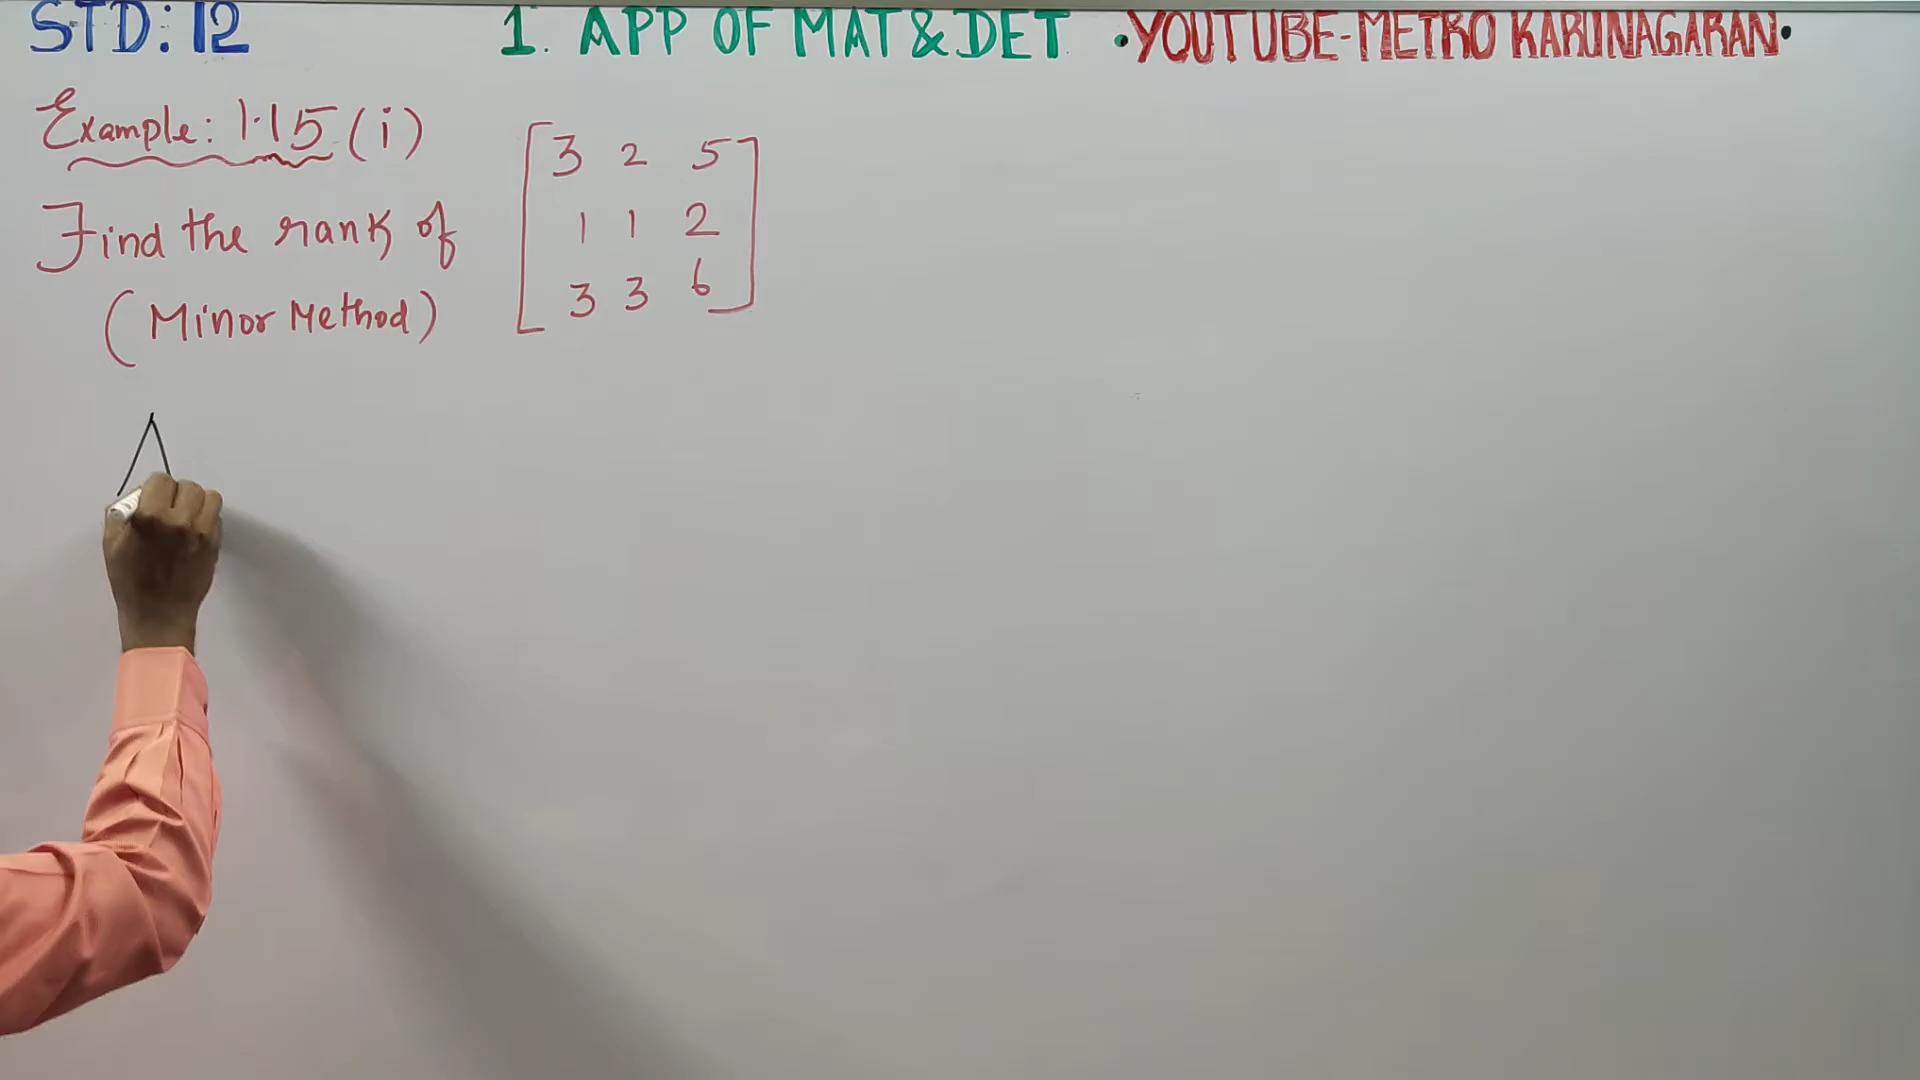 STD: 12 1. APP OF MAT & DET •YOUTUBE-METRO KARUNAGARAN•
Example: 1.15 (i)
Find the rank of
(Minor Method)
3 2 5
1 1 2
3 3 6
A